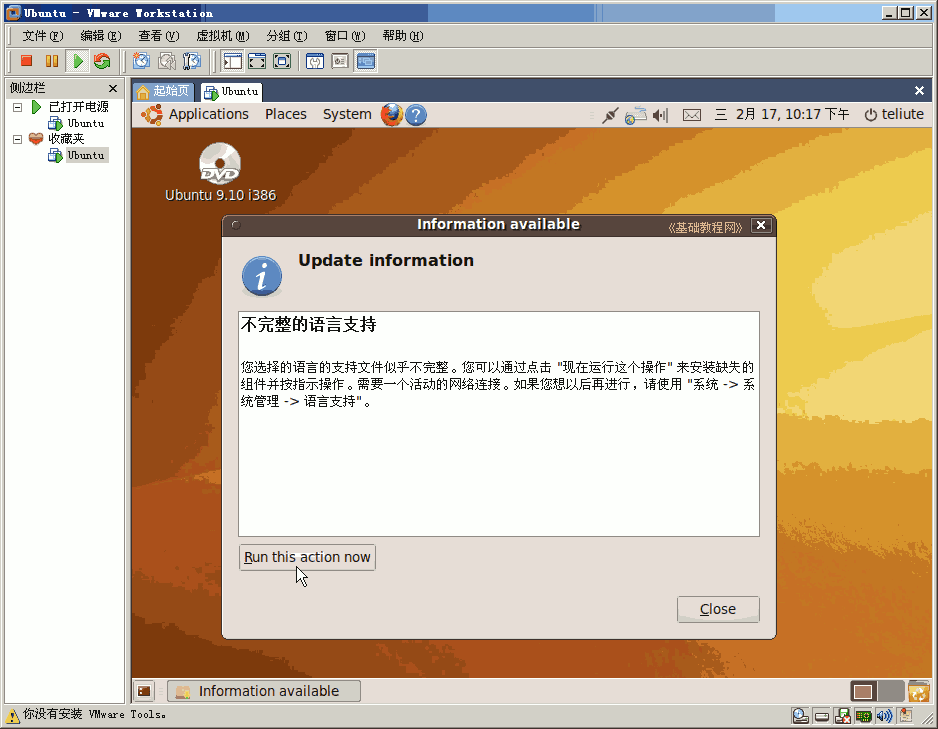 Ubuntu - VMware Workstation
文件(F) 编辑(E) 查看(V) 虚拟机(M) 分组(T) 窗口(W) 帮助(H)
侧边栏
已打开电源
Ubuntu
收藏夹
Ubuntu
起始页 Ubuntu
Applications Places System 三 2月 17, 10:17 下午 teliute
DVD
Ubuntu 9.10 i386
Information available 《基础教程网》
Update information
不完整的语言支持
您选择的语言的支持文件似乎不完整。您可以通过点击 "现在运行这个操作" 来安装缺失的
组件并按指示操作。需要一个活动的网络连接。如果您想以后再进行，请使用 "系统 -> 系
统管理 -> 语言支持"。
Run this action now
Close
Information available
你没有安装 VMware Tools。